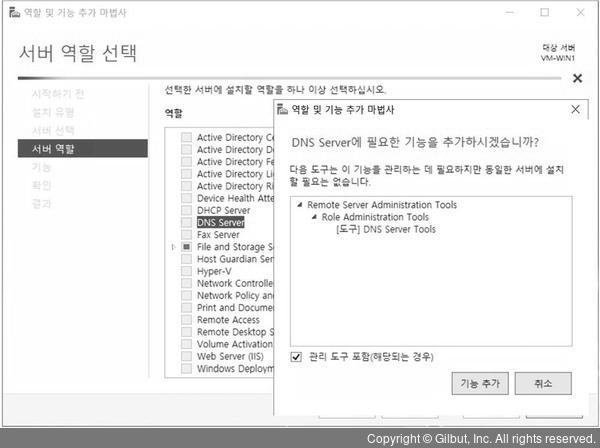 역할 및 기능 추가 마법사
서버 역할 선택
대상 서버
VM-WIN1
시작하기 전
설치 유형
서버 선택
서버 역할
기능
확인
결과
선택한 서버에 설치할 역할을 하나 이상 선택하십시오.
역할
Active Directory Ce
Active Directory Do
Active Directory Fe
Active Directory Lig
Active Directory Rig
Device Health Atte
DHCP Server
DNS Server
Fax Server
File and Storage Se
Host Guardian Ser
Hyper-V
Network Controlle
Network Policy and
Print and Docume
Remote Access
Remote Desktop S
Volume Activation
Web Server (IIS)
Windows Deploym
역할 및 기능 추가 마법사
DNS Server에 필요한 기능을 추가하시겠습니까?
다음 도구는 이 기능을 관리하는 데 필요하지만 동일한 서버에 설치
할 필요는 없습니다.
Remote Server Administration Tools
Role Administration Tools
[도구] DNS Server Tools
관리 도구 포함(해당되는 경우)
기능 추가
취소
Copyright © Gilbut, Inc. All rights reserved.